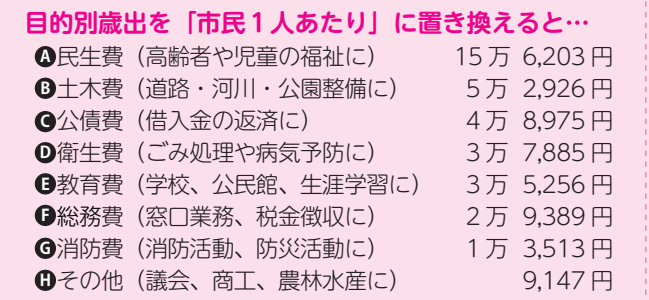 目的別歳出を「市民1人あたり」に置き換えると…
A民生費（高齢者や児童の福祉に） 15万 6,203円
B土木費（道路・河川・公園整備に） 5万 2,926円
C公債費（借入金の返済に） 4万 8,975円
D衛生費（ごみ処理や病気予防に） 3万 7,885円
E教育費（学校、公民館、生涯学習に） 3万 5,256円
F総務費（窓口業務、税金徴収に） 2万 9,389円
G消防費（消防活動、防災活動に） 1万 3,513円
Hその他（議会、商工、農林水産に） 9,147円